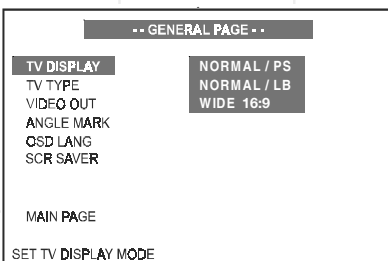 -- GENERAL PAGE --
TV DISPLAY NORMAL / PS
TV TYPE NORMAL / LB
VIDEO OUT WIDE 16:9
ANGLE MARK
OSD LANG
SCR SAVER
MAIN PAGE
SET TV DISPLAY MODE